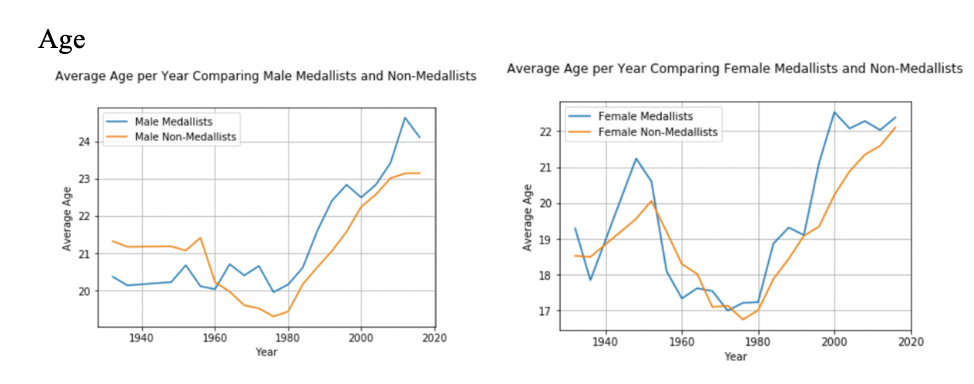 Age
Average Age per Year Comparing Male Medallists and Non-Medallists
Male Medallists
Male Non-Medallists
24
23
22
21
20
Average Age
1940
1960
1980
2000
2020
Year
Average Age per Year Comparing Female Medallists and Non-Medallists
Female Medallists
Female Non-Medallists
22
21
20
19
18
17
Average Age
1940
1960
1980
2000
2020
Year